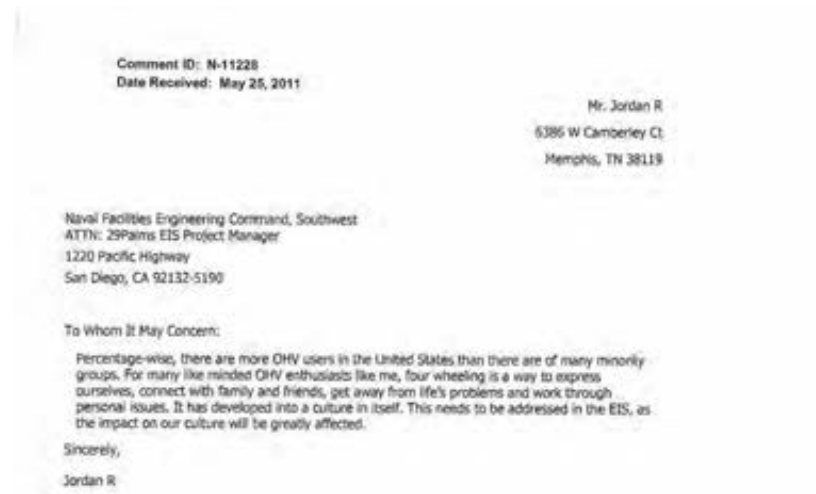 Comment ID: N-11228
Date Received: May 25, 2011
Mr. Jordan R
6386 W Camberley Ct
Memphis, TN 38119
Naval Facilities Engineering Command, Southwest
ATTN: 29Palms EIS Project Manager
1220 Pacific Highway
San Diego, CA 92132-5190
To Whom It May Concern:
Percentage-wise, there are more OHV users in the United States than there are of many minority
groups. For many like minded OHV enthusiasts like me, four wheeling is a way to express
ourselves, connect with family and friends, get away from life's problems and work through
personal issues. It has developed into a culture in itself. This needs to be addressed in the EIS, as
the impact on our culture will be greatly affected.
Sincerely,
Jordan R